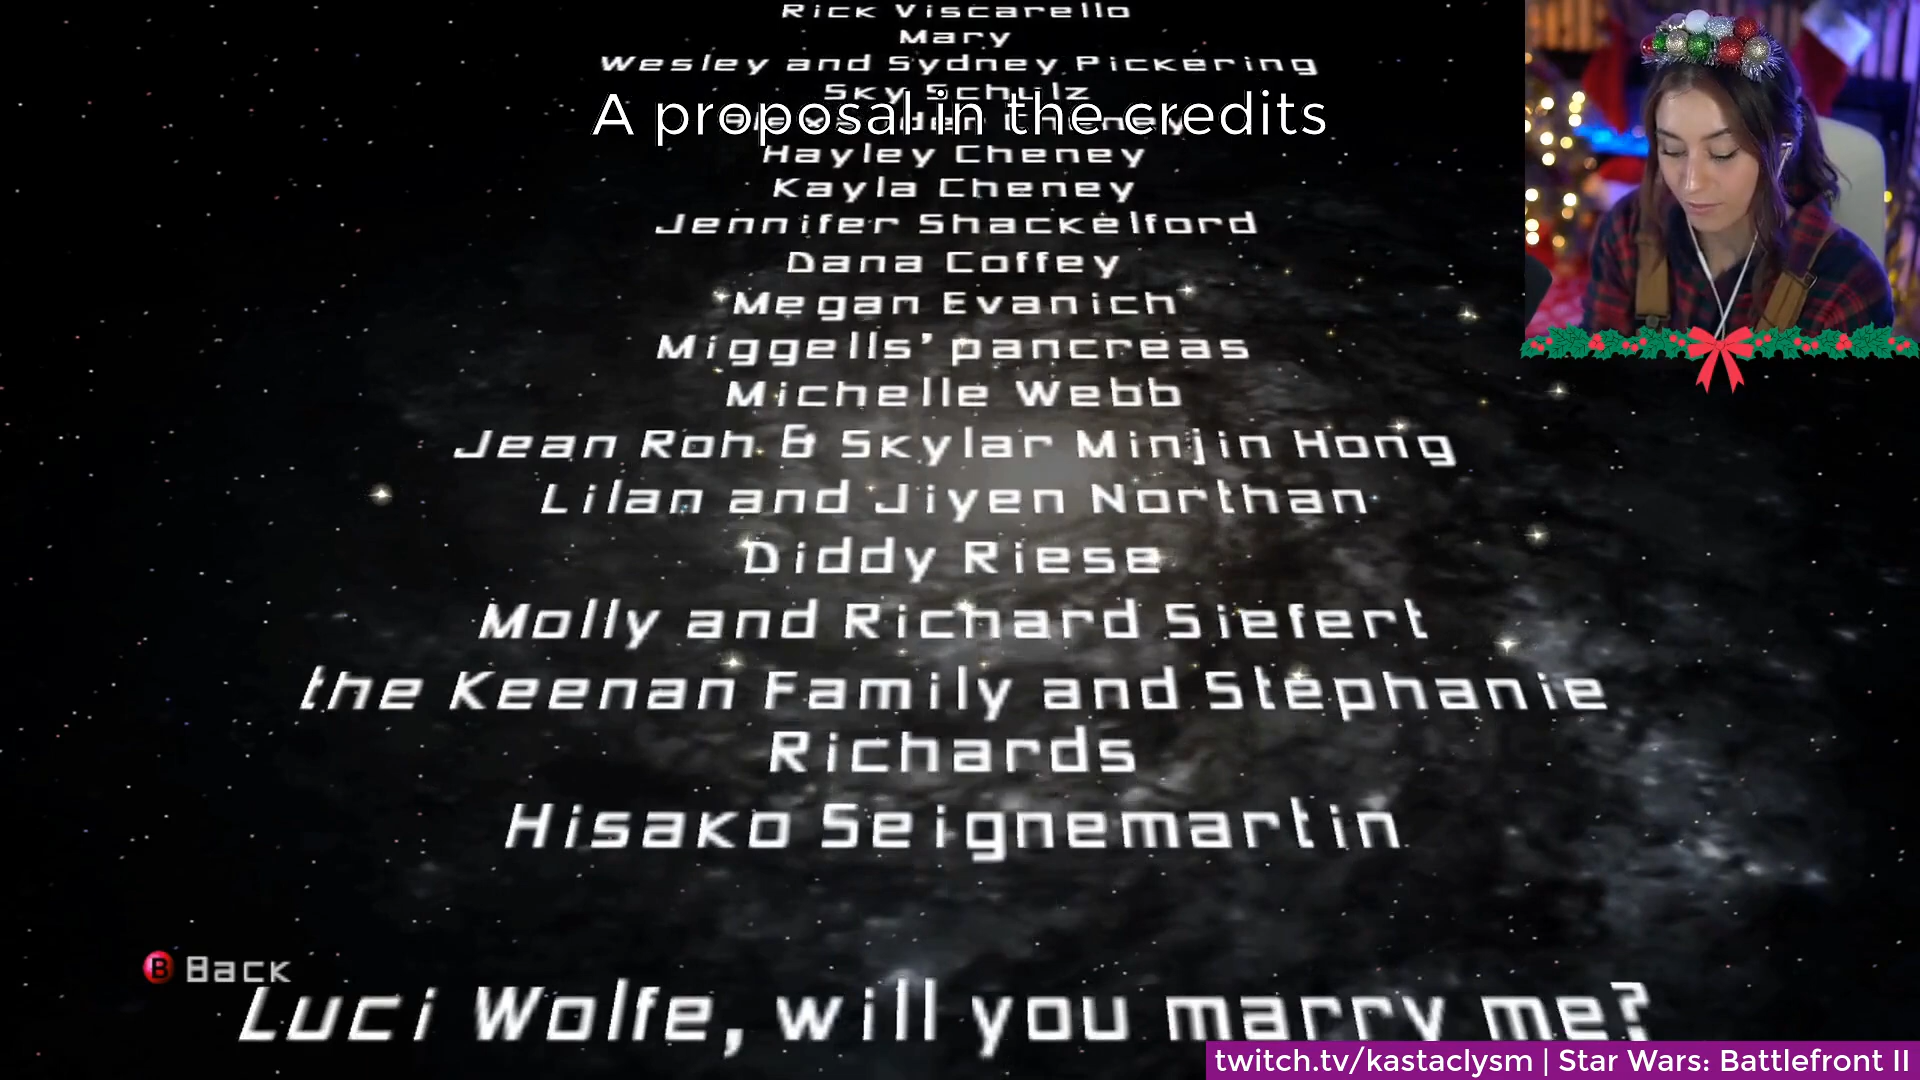 Rick Viscarello
Mary
Wesley and Sydney Pickering
Sky Schulz
A proposal in the credits
Hayley Cheney
Kayla Cheney
Jennifer Shackelford
Dana Coffey
Megan Evanich
Miggells' pancreas
Michelle Webb
Jean Roh & Skylar Minjin Hong
Lilan and Jiyen Northan
Diddy Riese
Molly and Richard Siefert
the Keenan Family and Stephanie
Richards
Hisako Seignemartin
B Back
Luci Wolfe, will you marry me?
twitch.tv/kastaclysm | Star Wars: Battlefront II